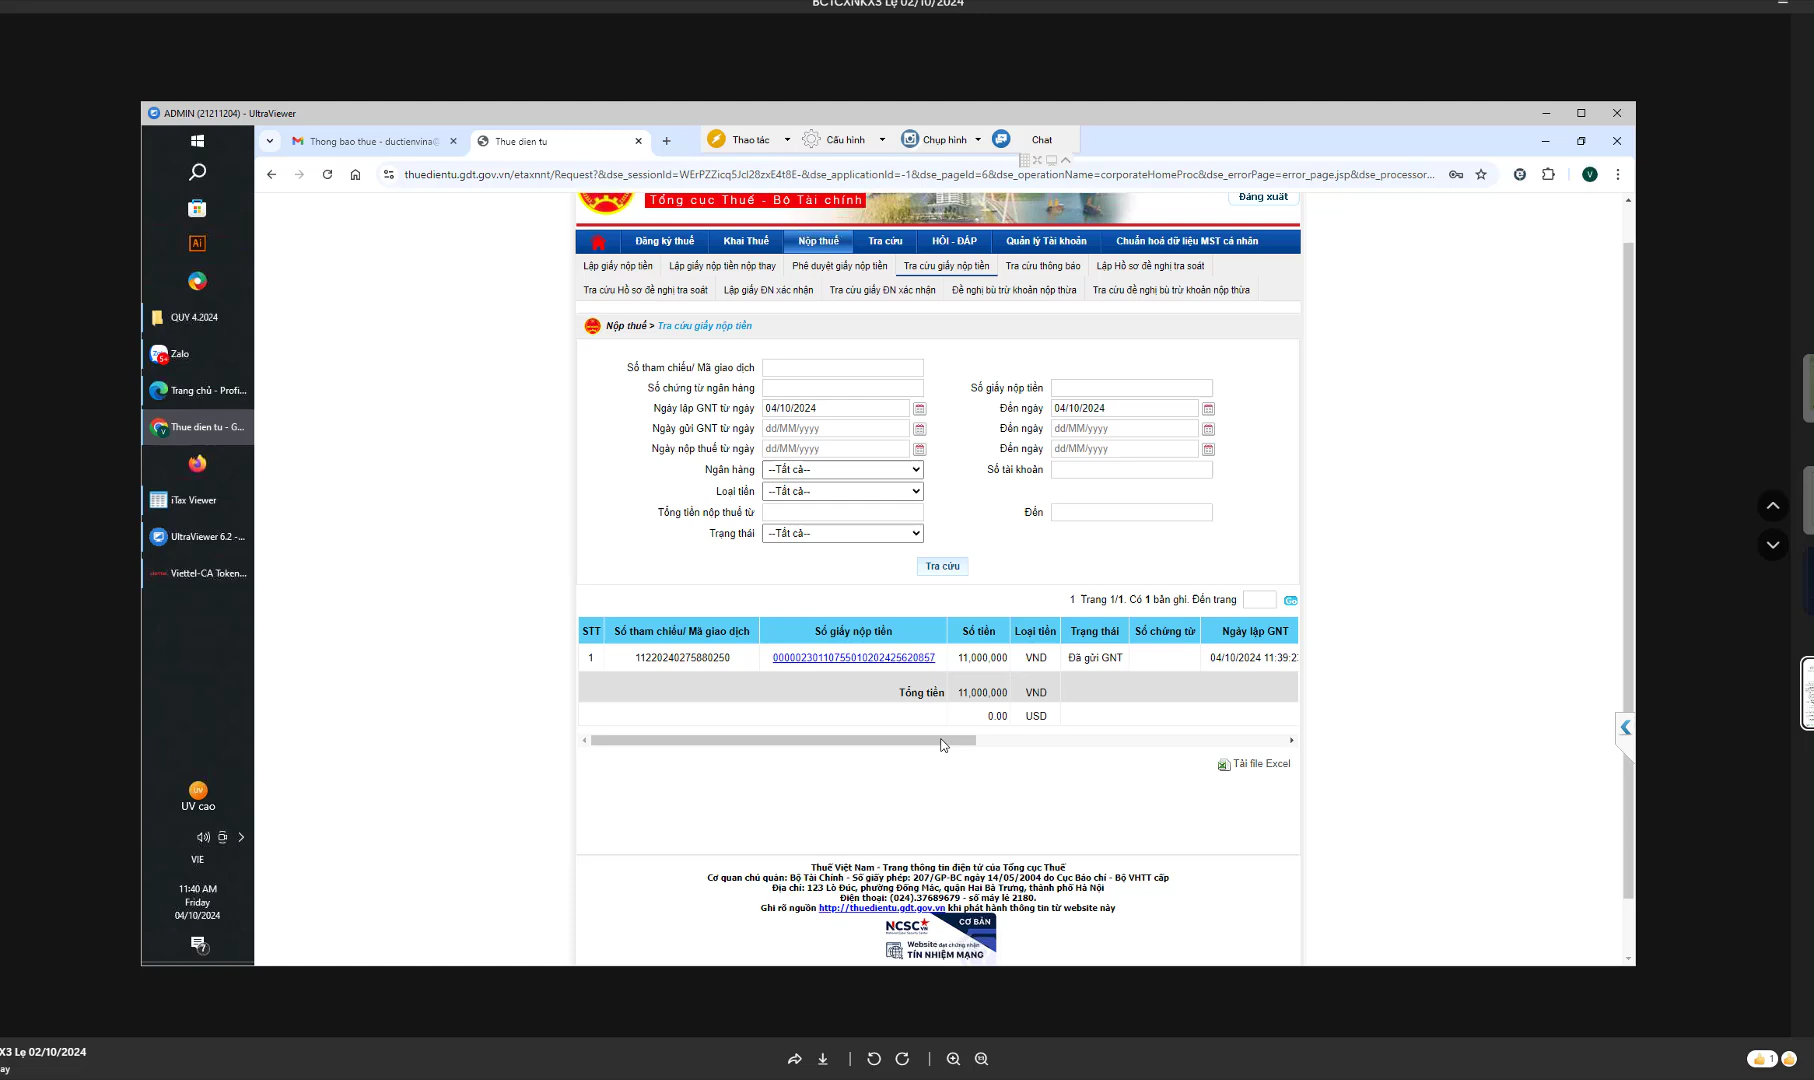 BCTCXNKX3 Lẹ 02/10/2024
ADMIN (21211204) - UltraViewer
Thong bao thue - ductienvina@
Thue dien tu
Thao tác
Cấu hình
Chụp hình
Chat
thuedientu.gdt.gov.vn/etaxnnt/Request?&dse_sessionId=WErPZZicq5Jcl28zxE4t8E-&dse_applicationId=-1&dse_pageId=6&dse_operationName=corporateHomeProc&dse_errorPage=error_page.jsp&dse_processor...
V
Ai
QUY 4.2024
5+
Zalo
Trang chủ - Profi...
Thue dien tu - G...
iTax Viewer
UltraViewer 6.2 -...
Viettel-CA Token...
UV
UV cao
VIE
11:40 AM
Friday
04/10/2024
7
Tổng cục Thuế - Bộ Tài chính
Đăng xuất
Đăng ký thuế
Khai Thuế
Nộp thuế
Tra cứu
HỎI - ĐÁP
Quản lý Tài khoản
Chuẩn hoá dữ liệu MST cá nhân
Lập giấy nộp tiền
Lập giấy nộp tiền nộp thay
Phê duyệt giấy nộp tiền
Tra cứu giấy nộp tiền
Tra cứu thông báo
Lập Hồ sơ đề nghị tra soát
Tra cứu Hồ sơ đề nghị tra soát
Lập giấy ĐN xác nhận
Tra cứu giấy ĐN xác nhận
Đề nghị bù trừ khoản nộp thừa
Tra cứu đề nghị bù trừ khoản nộp thừa
Nộp thuế > Tra cứu giấy nộp tiền
Số tham chiếu/ Mã giao dịch
Số chứng từ ngân hàng
Số giấy nộp tiền
Ngày lập GNT từ ngày 04/10/2024
Đến ngày 04/10/2024
Ngày gửi GNT từ ngày dd/MM/yyyy
Đến ngày dd/MM/yyyy
Ngày nộp thuế từ ngày dd/MM/yyyy
Đến ngày dd/MM/yyyy
Ngân hàng --Tất cả--
Số tài khoản
Loại tiền --Tất cả--
Tổng tiền nộp thuế từ
Đến
Trạng thái --Tất cả--
Tra cứu
1 Trang 1/1. Có 1 bản ghi. Đến trang Go
STT Số tham chiếu/ Mã giao dịch Số giấy nộp tiền Số tiền Loại tiền Trạng thái Số chứng từ Ngày lập GNT
1 11220240275880250 00000230110755010202425620857 11,000,000 VND Đã gửi GNT 04/10/2024 11:39:2
Tổng tiền 11,000,000 VND
0.00 USD
Tải file Excel
Thuế Việt Nam - Trang thông tin điện tử của Tổng cục Thuế
Cơ quan chủ quản: Bộ Tài Chính - Số giấy phép: 207/GP-BC ngày 14/05/2004 do Cục Báo chí - Bộ VHTT cấp
Địa chỉ: 123 Lò Đúc, phường Đống Mác, quận Hai Bà Trưng, thành phố Hà Nội
Điện thoại: (024).37689679 - số máy lẻ 2180.
Ghi rõ nguồn http://thuedientu.gdt.gov.vn khi phát hành thông tin từ website này
NCSC.VN
CƠ BẢN
Website đạt chứng nhận
TÍN NHIỆM MẠNG
X3 Lẹ 02/10/2024
ay
1